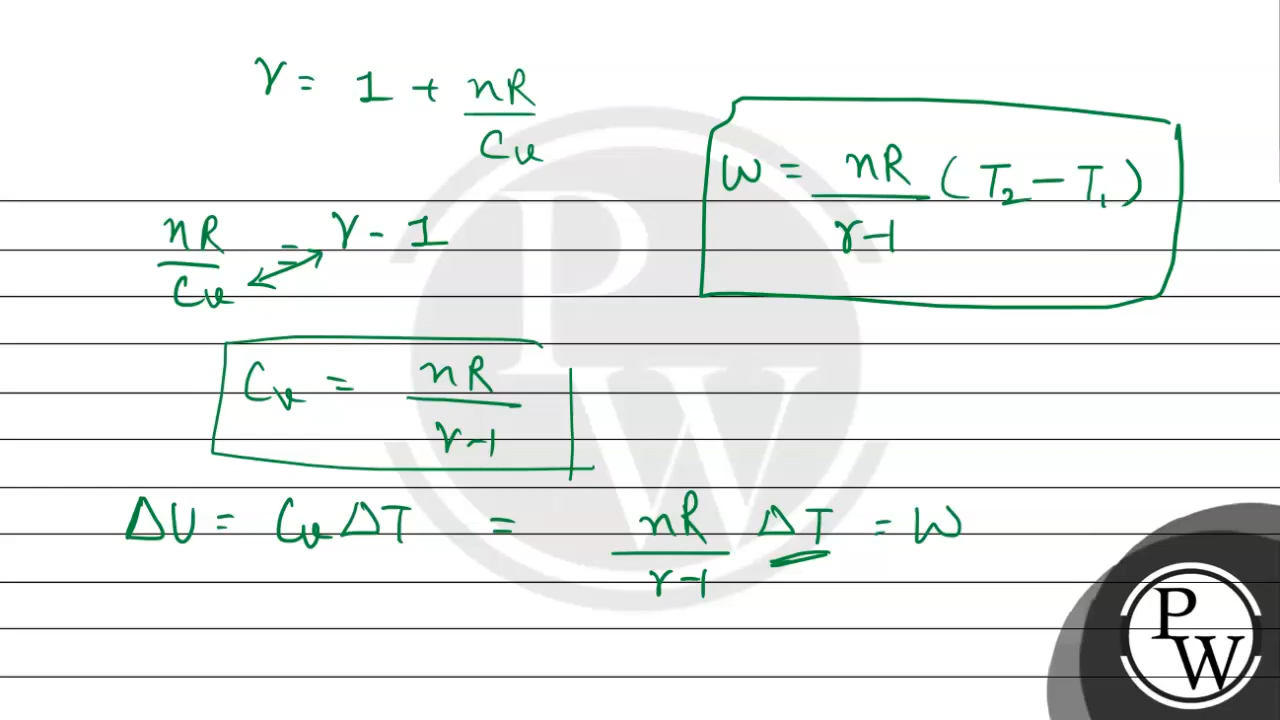 γ = 1 + nR/Cv
nR/Cv = γ - 1
Cv = nR/γ-1
ΔU = CvΔT = nR/γ-1 ΔT = W
W = nR/γ-1 (T₂ - T₁)
PW
PW